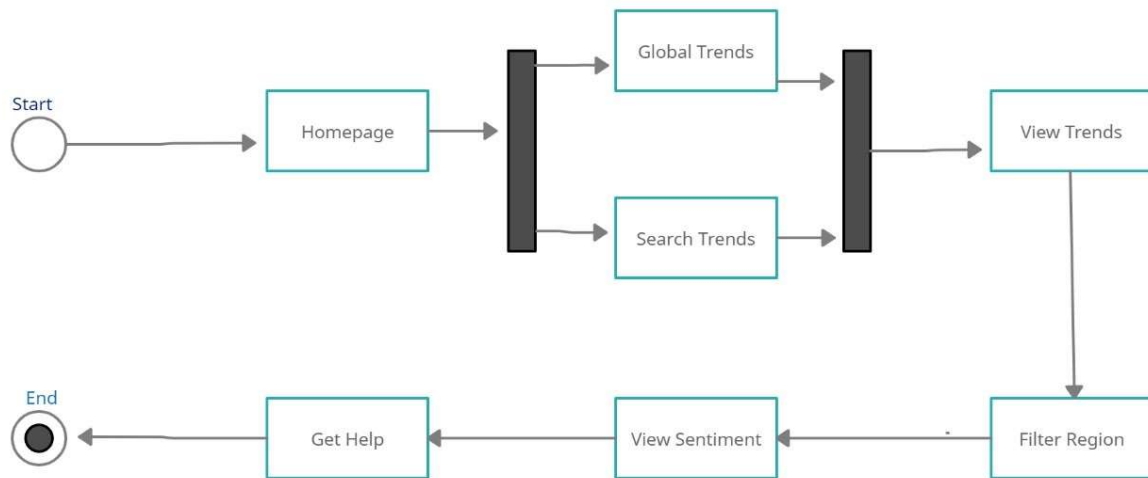 Start
Homepage
Global Trends
Search Trends
View Trends
Filter Region
View Sentiment
Get Help
End